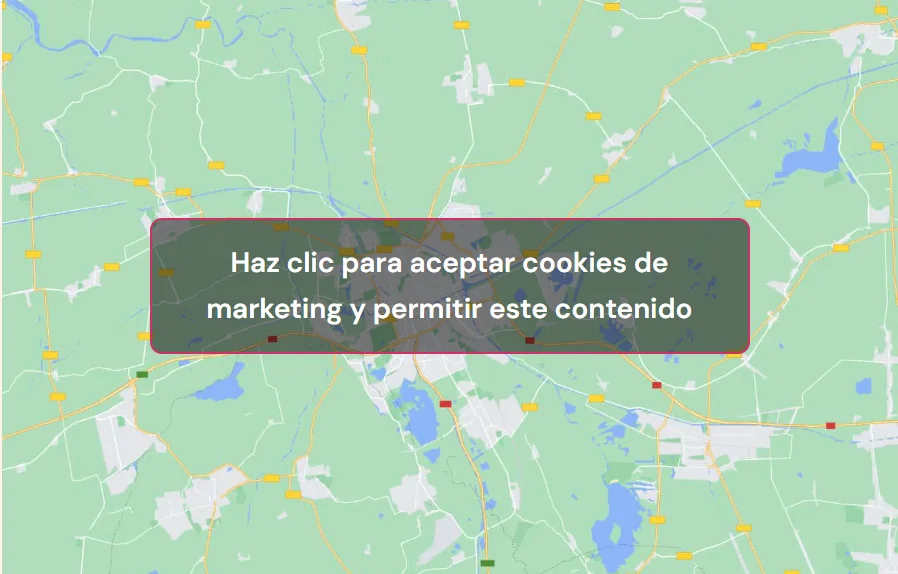 Haz clic para aceptar cookies de
marketing y permitir este contenido